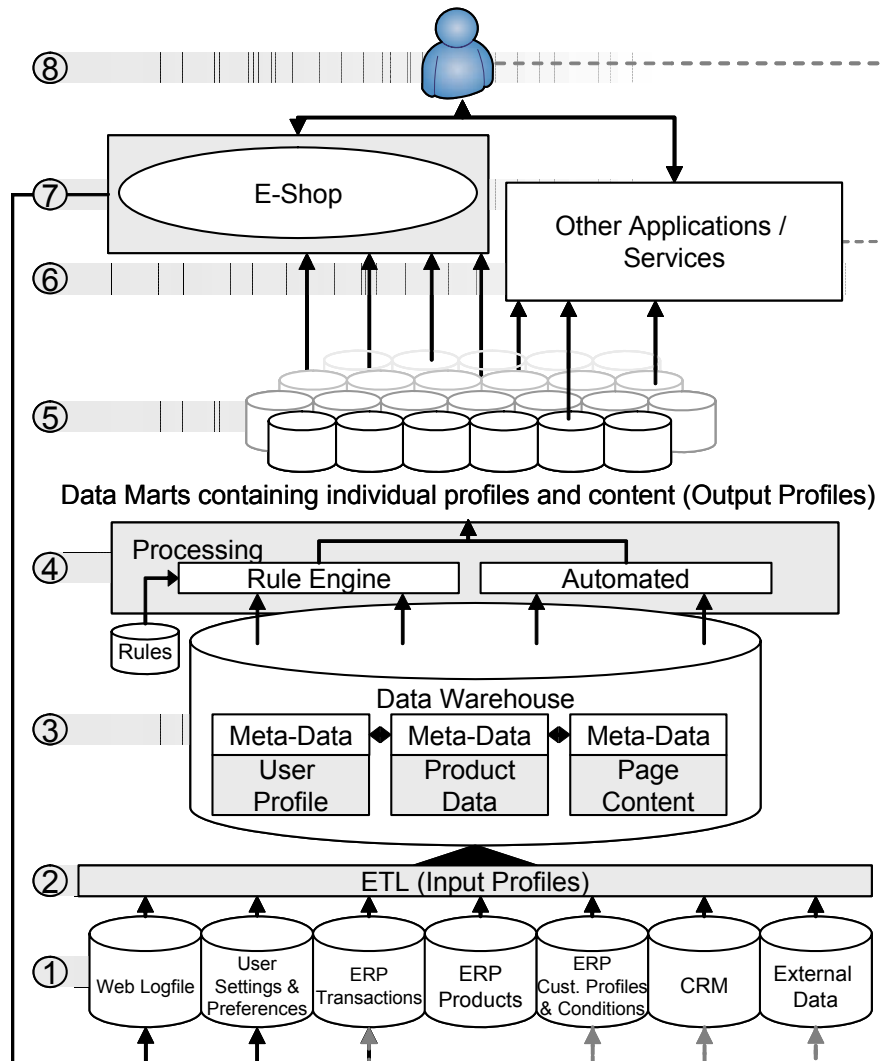 8
7
E-Shop
Other Applications /
Services
6
5
Data Marts containing individual profiles and content (Output Profiles)
4
Processing
Rule Engine
Automated
Rules
Data Warehouse
3
Meta-Data
Meta-Data
Meta-Data
User
Profile
Product
Data
Page
Content
2
ETL (Input Profiles)
1
Web Logfile
User
Settings &
Preferences
ERP
Transactions
ERP
Products
ERP
Cust. Profiles
& Conditions
CRM
External
Data